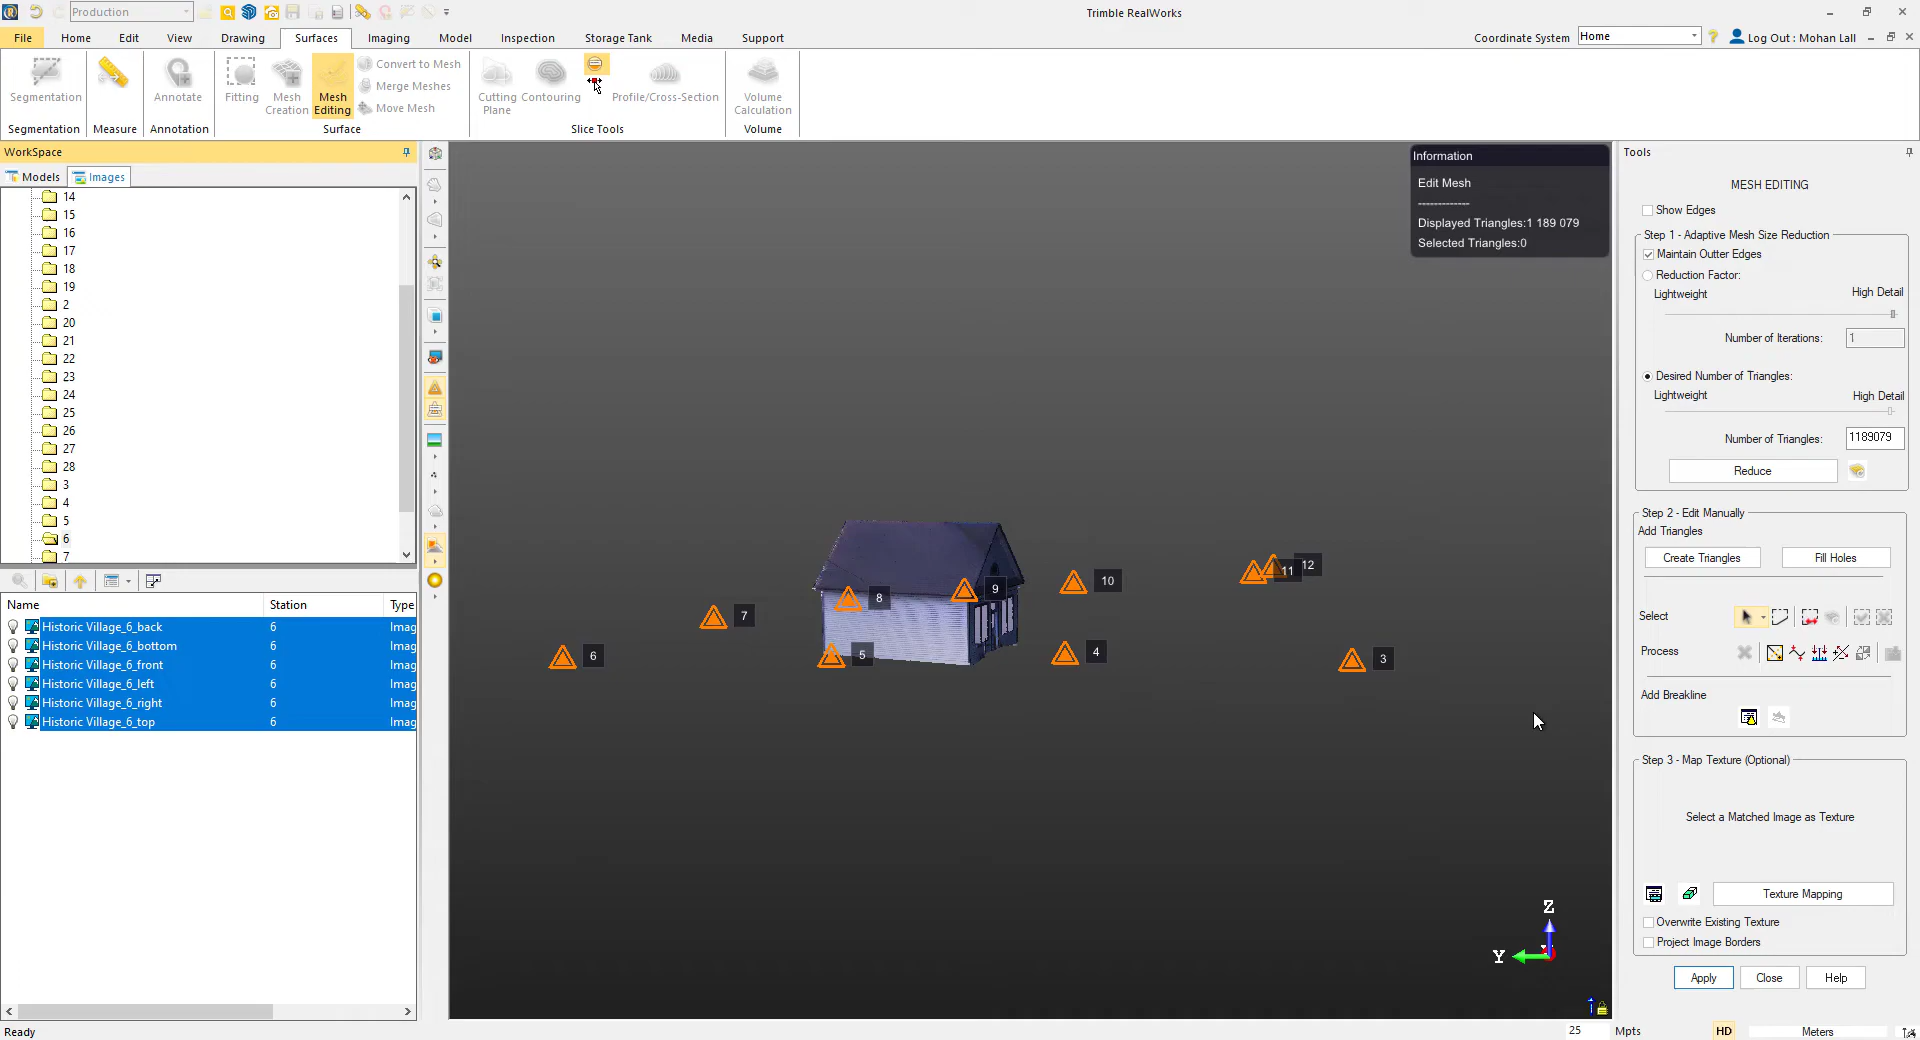 Production
Trimble RealWorks
File
Home
Edit
View
Drawing
Surfaces
Imaging
Model
Inspection
Storage Tank
Media
Support
Coordinate System
Home
Log Out : Mohan Lall
Segmentation
Annotate
Fitting
Mesh
Creation
Mesh
Editing
Convert to Mesh
Merge Meshes
Move Mesh
Cutting
Plane
Contouring
Profile/Cross-Section
Volume
Calculation
Segmentation
Measure
Annotation
Surface
Slice Tools
Volume
WorkSpace
Models
Images
14
15
16
17
18
19
2
20
21
22
23
24
25
26
27
28
3
4
5
6
7
Name Station Type
Historic Village_6_back 6 Imag
Historic Village_6_bottom 6 Imag
Historic Village_6_front 6 Imag
Historic Village_6_left 6 Imag
Historic Village_6_right 6 Imag
Historic Village_6_top 6 Imag
Ready
Information
Edit Mesh
-------------
Displayed Triangles:1 189 079
Selected Triangles:0
12
11
10
9
8
7
6
5
4
3
Z
Y
Tools
MESH EDITING
Show Edges
Step 1 - Adaptive Mesh Size Reduction
Maintain Outter Edges
Reduction Factor:
Lightweight High Detail
Number of Iterations: 1
Desired Number of Triangles:
Lightweight High Detail
Number of Triangles: 1189079
Reduce
Step 2 - Edit Manually
Add Triangles
Create Triangles
Fill Holes
Select
Process
Add Breakline
Step 3 - Map Texture (Optional)
Select a Matched Image as Texture
Texture Mapping
Overwrite Existing Texture
Project Image Borders
Apply
Close
Help
25 Mpts HD Meters